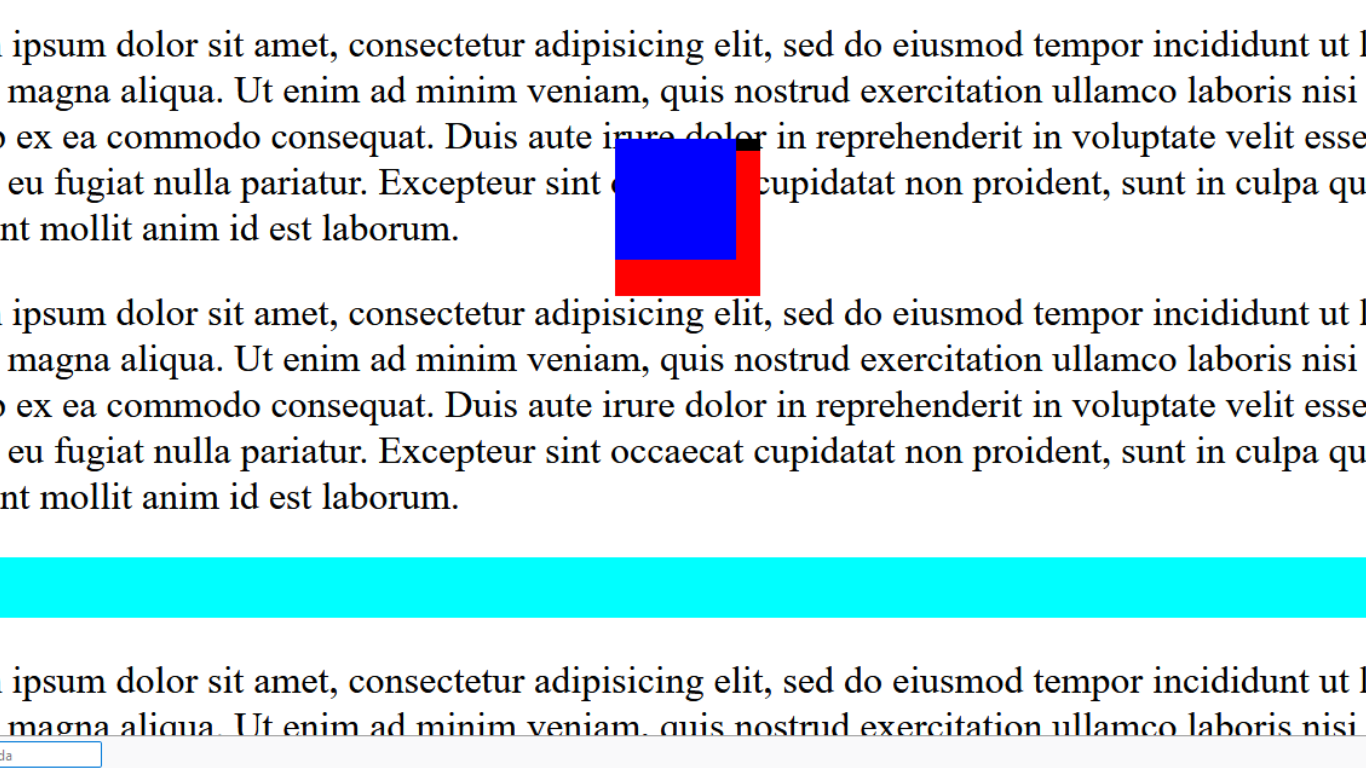 ipsum dolor sit amet, consectetur adipisicing elit, sed do eiusmod tempor incididunt ut
magna aliqua. Ut enim ad minim veniam, quis nostrud exercitation ullamco laboris nisi
ex ea commodo consequat. Duis aute irure dolor in reprehenderit in voluptate velit esse
eu fugiat nulla pariatur. Excepteur sint cupidatat non proident, sunt in culpa
mollit anim id est laborum.
ipsum dolor sit amet, consectetur adipisicing elit, sed do eiusmod tempor incididunt ut
magna aliqua. Ut enim ad minim veniam, quis nostrud exercitation ullamco laboris nisi
ex ea commodo consequat. Duis aute irure dolor in reprehenderit in voluptate velit esse
eu fugiat nulla pariatur. Excepteur sint occaecat cupidatat non proident, sunt in culpa
mollit anim id est laborum.
ipsum dolor sit amet, consectetur adipisicing elit, sed do eiusmod tempor incididunt ut
magna aliqua. Ut enim ad minim veniam, quis nostrud exercitation ullamco laboris nisi